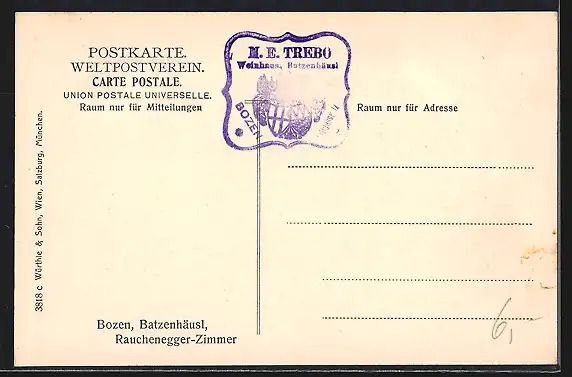 POSTKARTE.
WELTPOSTVEREIN.
CARTE POSTALE.
UNION POSTALE UNIVERSELLE.
Raum nur für Mitteilungen
M. E. TREBO
Weinhaus, Batzenhäusl
BOZEN
Raum nur für Adresse
3818 c Würthle & Sohn, Wien, Salzburg, München.
Bozen, Batzenhäusl,
Rauchenegger-Zimmer
6,